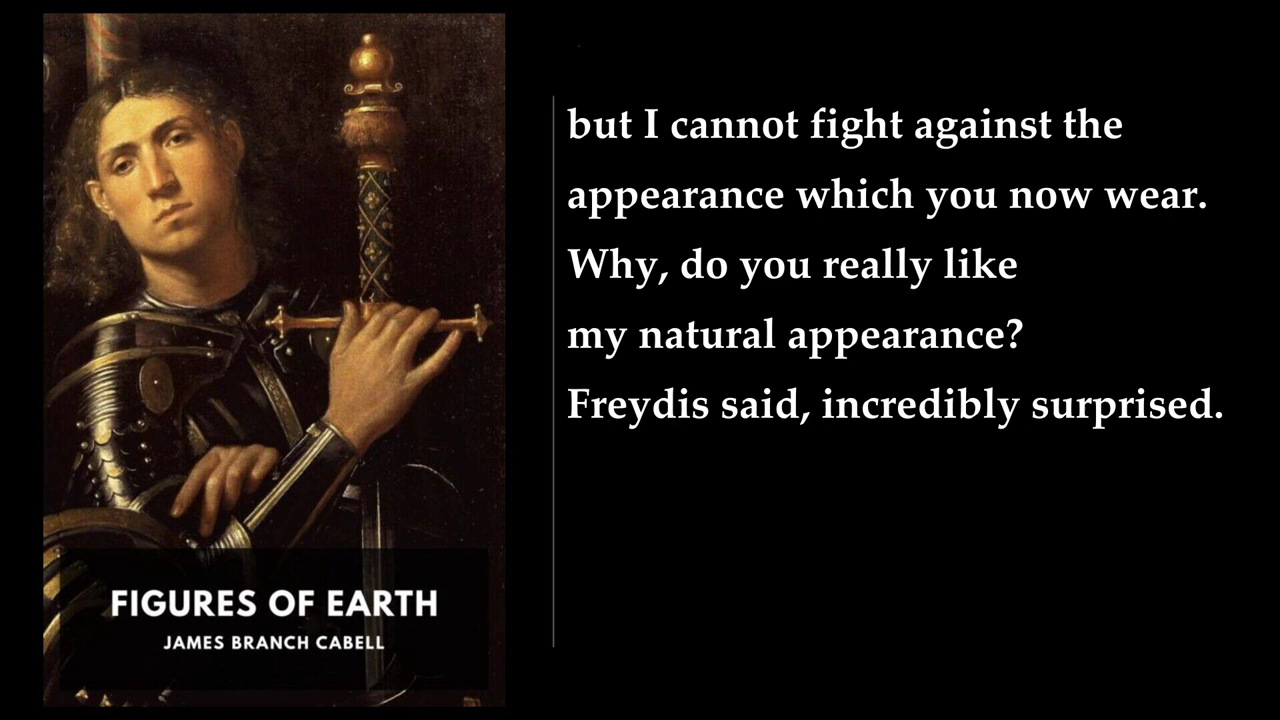 FIGURES OF EARTH
JAMES BRANCH CABELL
but I cannot fight against the
appearance which you now wear.
Why, do you really like
my natural appearance?
Freydis said, incredibly surprised.